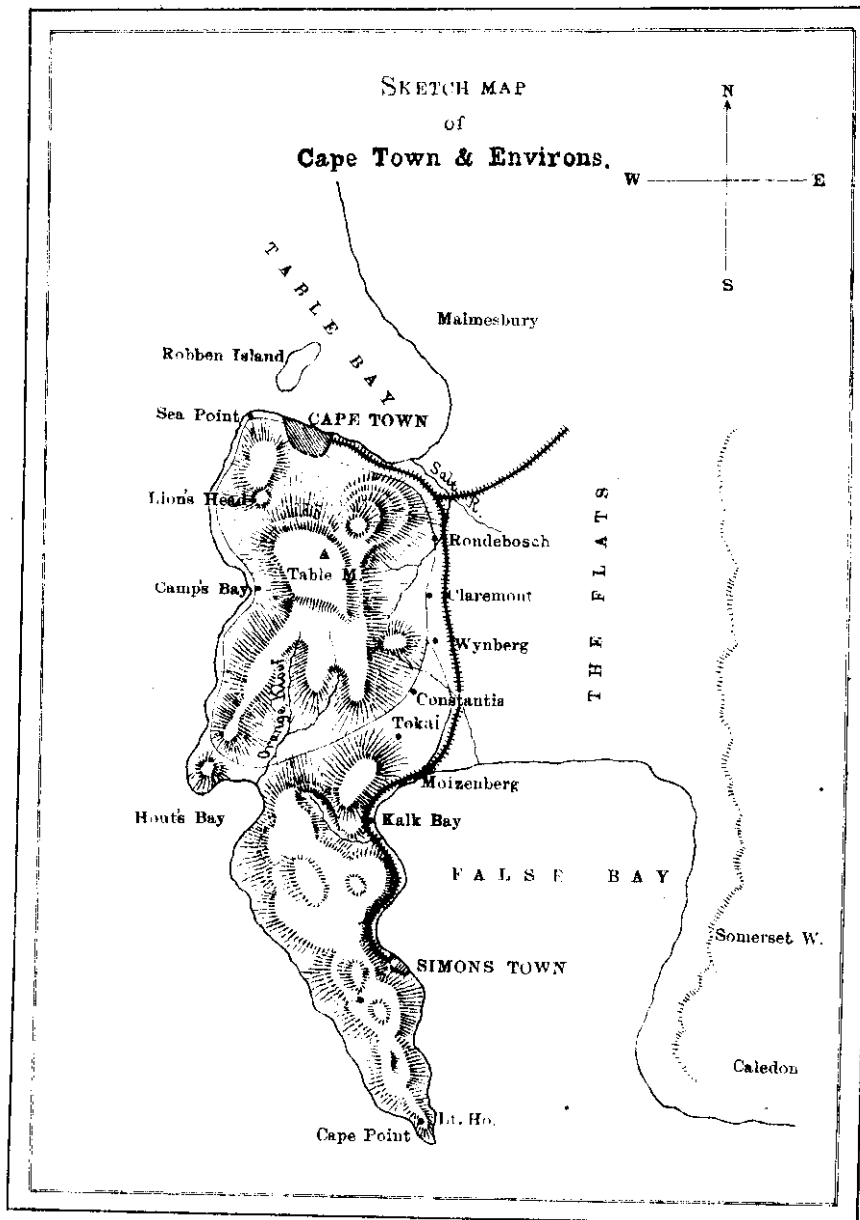 SKETCH MAP
of
Cape Town & Environs.
N
W E
S
TABLE BAY
Malmesbury
Robben Island
Sea Point
CAPE TOWN
Salt R.
Lion's Head
Rondebosch
Table M.
Camp's Bay
Claremont
THE FLATS
Wynberg
Orange Kloof
Constantia
Tokai
Moizenberg
Hout's Bay
Kalk Bay
FALSE BAY
Somerset W.
SIMONS TOWN
Caledon
Lt. Ho.
Cape Point